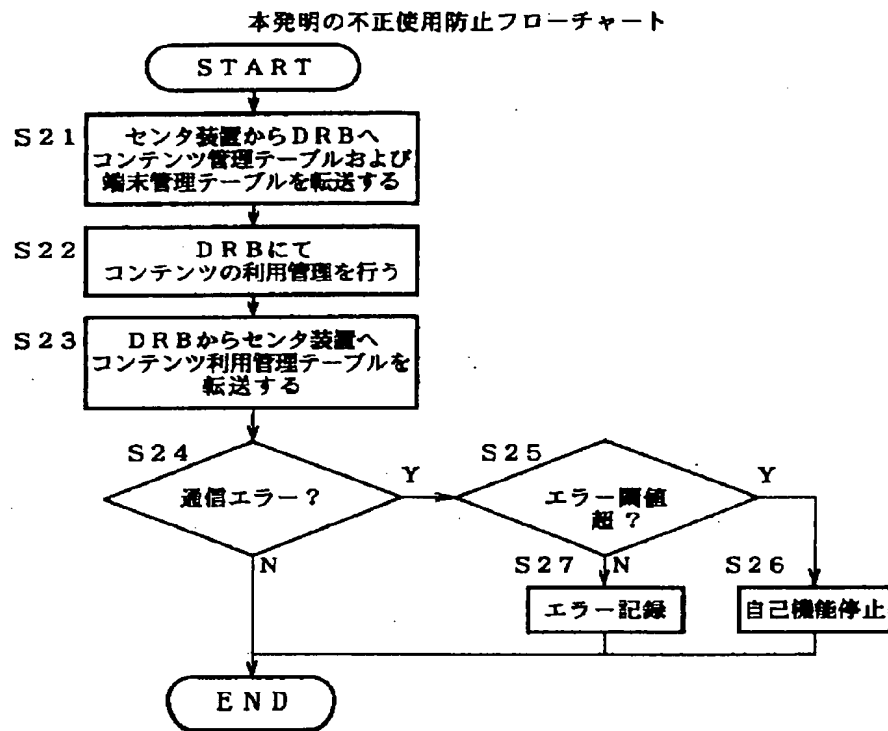 本発明の不正使用防止フローチャート
START
S21
センタ装置からDRBへ
コンテンツ管理テーブルおよび
端末管理テーブルを転送する
S22
DRBにて
コンテンツの利用管理を行う
S23
DRBからセンタ装置へ
コンテンツ利用管理テーブルを
転送する
S24
通信エラー?
Y
N
S25
エラー閾値
超?
Y
N
S27
エラー記録
S26
自己機能停止
END